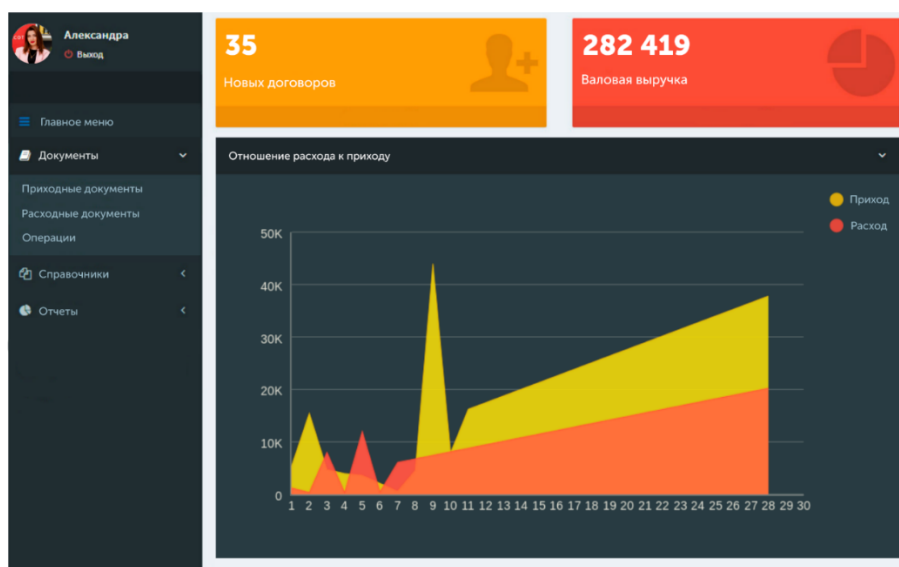 Александра
Выход
Главное меню
Документы
Приходные документы
Расходные документы
Операции
Справочники
Отчеты
35
Новых договоров
282 419
Валовая выручка
Отношение расхода к приходу
Приход
Расход
50K
40K
30K
20K
10K
0
1 2 3 4 5 6 7 8 9 10 11 12 13 14 15 16 17 18 19 20 21 22 23 24 25 26 27 28 29 30